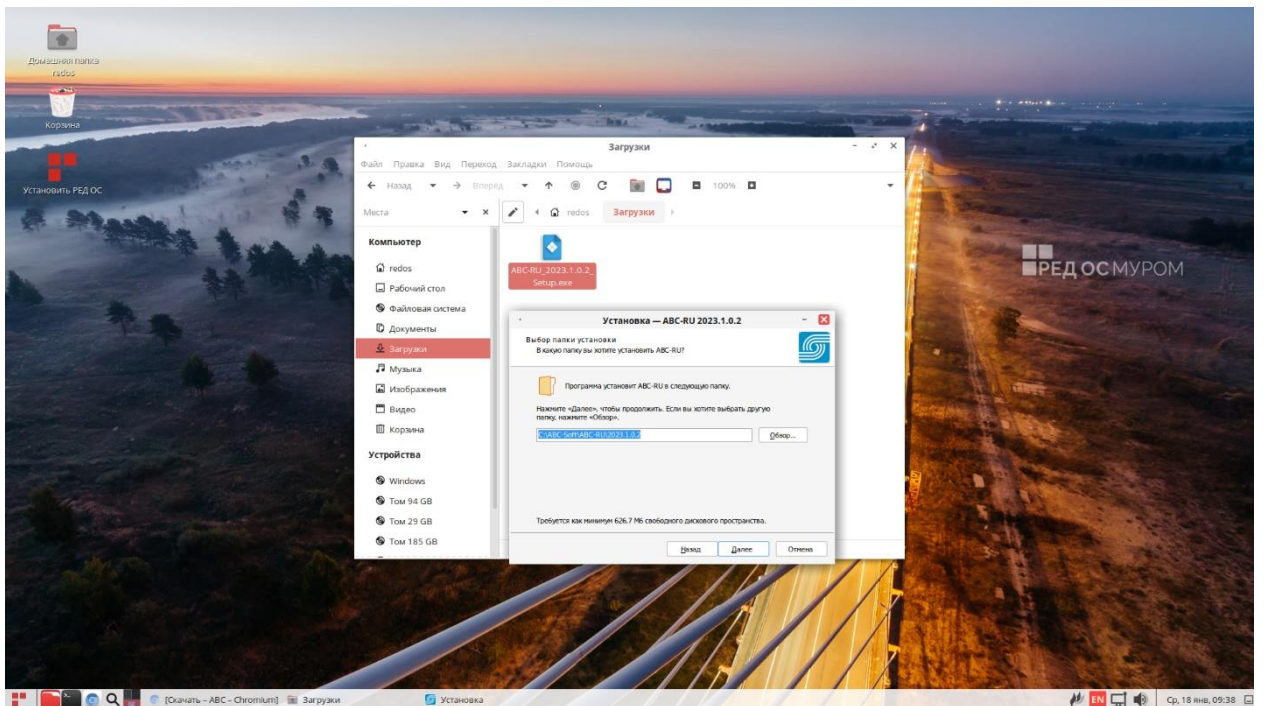 Домашняя папка
redos
Корзина
Установить РЕД ОС
РЕД ОС МУРОМ
Загрузки
Файл Правка Вид Переход Закладки Помощь
Назад Вперед 100%
Места redos Загрузки
Компьютер
redos
Рабочий стол
Файловая система
Документы
Загрузки
Музыка
Изображения
Видео
Корзина
Устройства
Windows
Том 94 GB
Том 29 GB
Том 185 GB
ABC-RU_2023.1.0.2_
Setup.exe
Установка — ABC-RU 2023.1.0.2
Выбор папки установки
В какую папку вы хотите установить ABC-RU?
Программа установит ABC-RU в следующую папку.
Нажмите «Далее», чтобы продолжить. Если вы хотите выбрать другую
папку, нажмите «Обзор».
C:\ABC-Soft\ABC-RU\2023.1.0.2
Обзор...
Требуется как минимум 626,7 Мб свободного дискового пространства.
Назад Далее Отмена
[Скачать – ABC – Chromium] Загрузки Установка EN Ср, 18 янв, 09:38